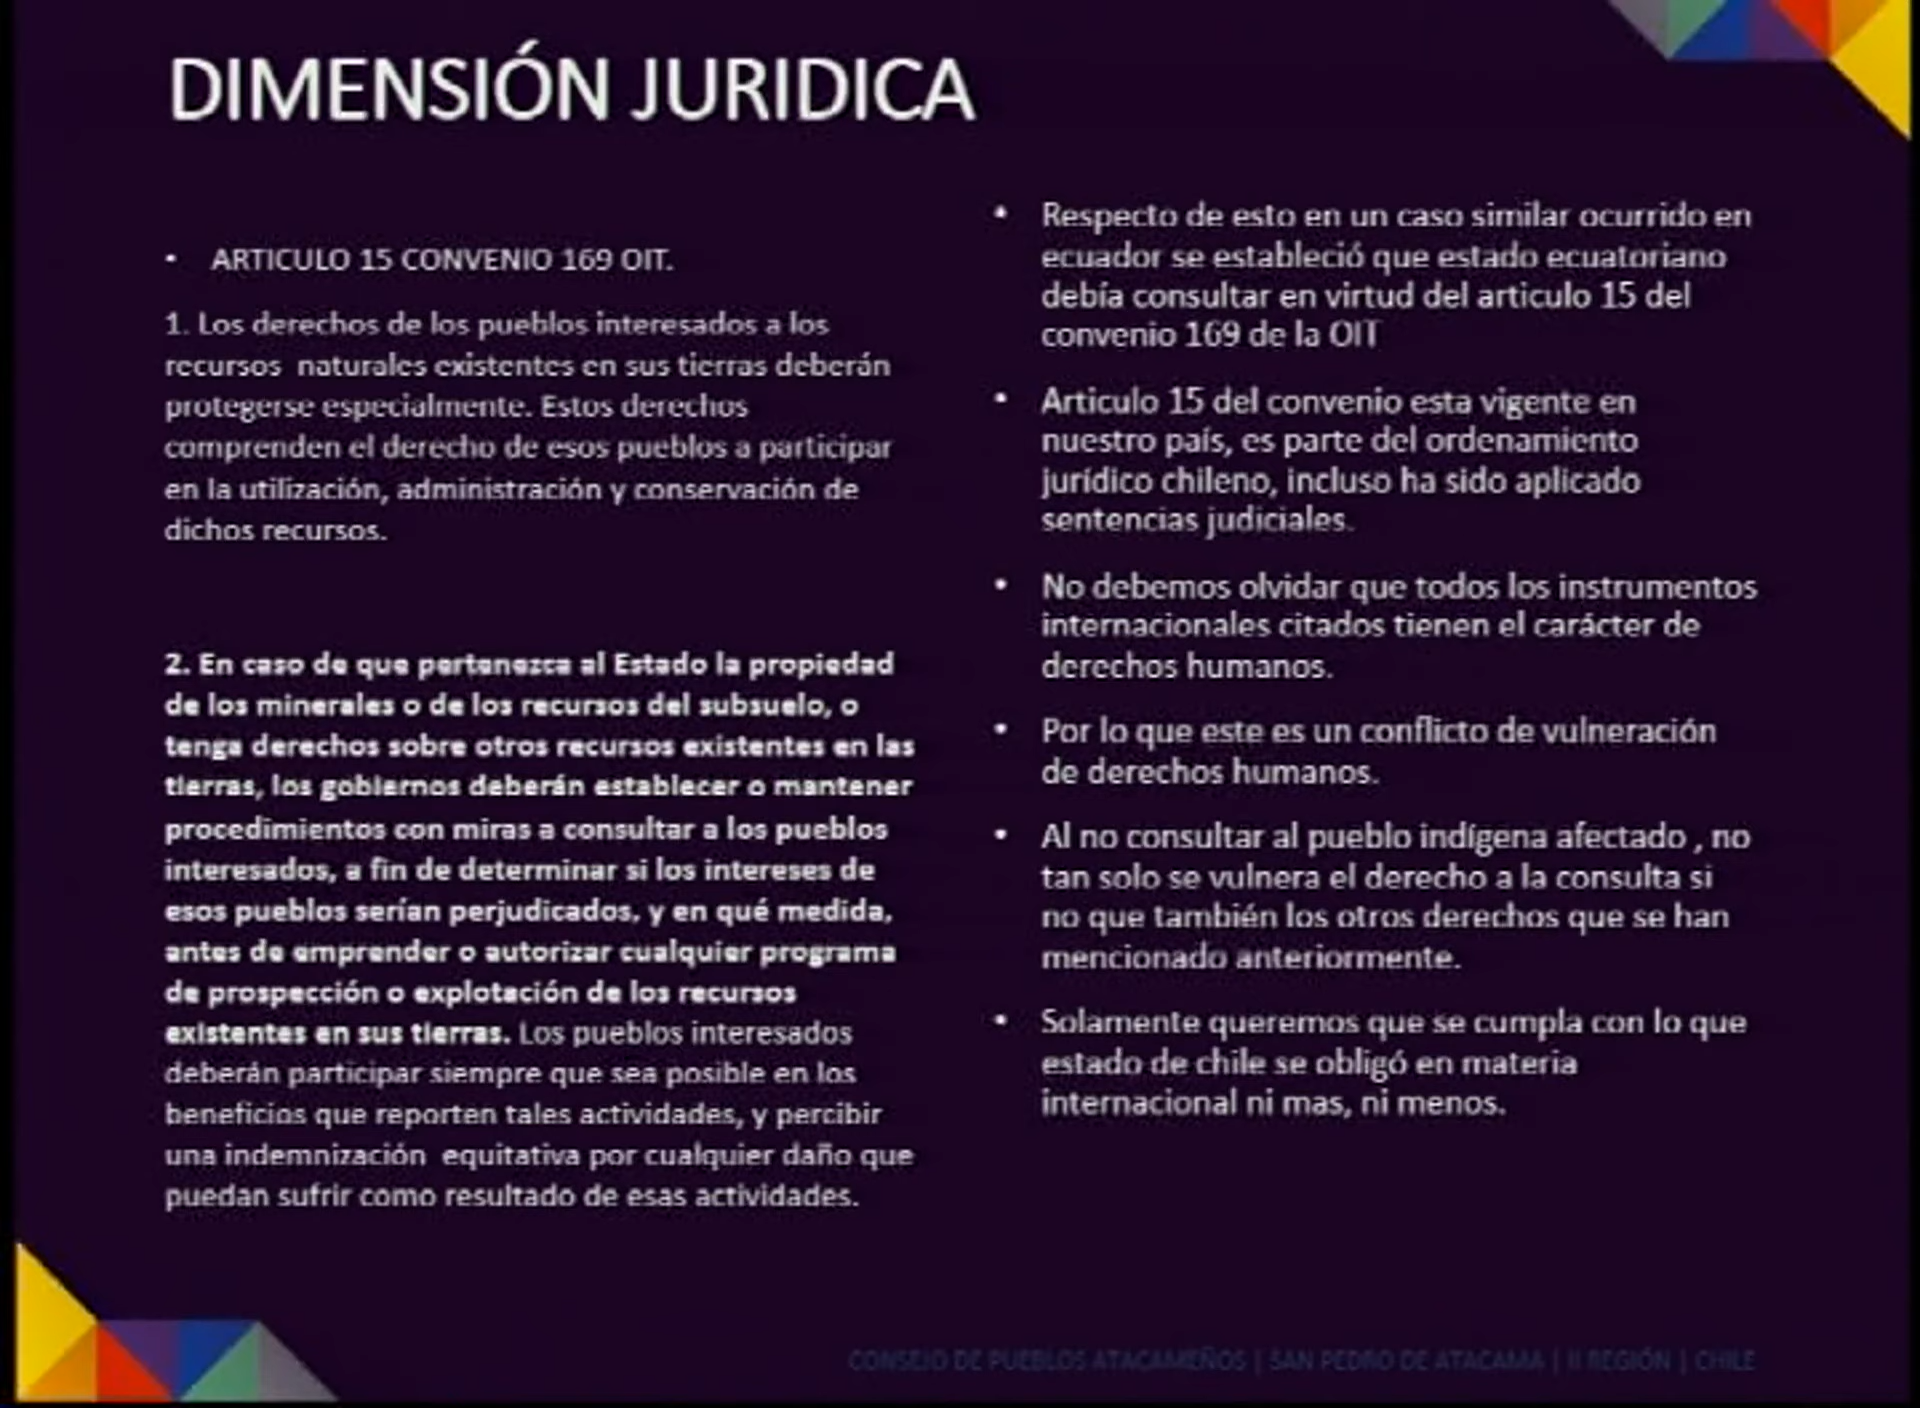 DIMENSIÓN JURIDICA
• ARTICULO 15 CONVENIO 169 OIT.
1. Los derechos de los pueblos interesados a los
recursos naturales existentes en sus tierras deberán
protegerse especialmente. Estos derechos
comprenden el derecho de esos pueblos a participar
en la utilización, administración y conservación de
dichos recursos.
2. En caso de que pertenezca al Estado la propiedad
de los minerales o de los recursos del subsuelo, o
tenga derechos sobre otros recursos existentes en las
tierras, los gobiernos deberán establecer o mantener
procedimientos con miras a consultar a los pueblos
interesados, a fin de determinar si los intereses de
esos pueblos serían perjudicados, y en qué medida,
antes de emprender o autorizar cualquier programa
de prospección o explotación de los recursos
existentes en sus tierras. Los pueblos interesados
deberán participar siempre que sea posible en los
beneficios que reporten tales actividades, y percibir
una indemnización equitativa por cualquier daño que
puedan sufrir como resultado de esas actividades.
• Respecto de esto en un caso similar ocurrido en
ecuador se estableció que estado ecuatoriano
debía consultar en virtud del articulo 15 del
convenio 169 de la OIT
• Articulo 15 del convenio esta vigente en
nuestro país, es parte del ordenamiento
jurídico chileno, incluso ha sido aplicado
sentencias judiciales.
• No debemos olvidar que todos los instrumentos
internacionales citados tienen el carácter de
derechos humanos.
• Por lo que este es un conflicto de vulneración
de derechos humanos.
• Al no consultar al pueblo indígena afectado , no
tan solo se vulnera el derecho a la consulta si
no que también los otros derechos que se han
mencionado anteriormente.
• Solamente queremos que se cumpla con lo que
estado de chile se obligó en materia
internacional ni mas, ni menos.
CONSEJO DE PUEBLOS ATACAMEÑOS | SAN PEDRO DE ATACAMA | II REGIÓN | CHILE